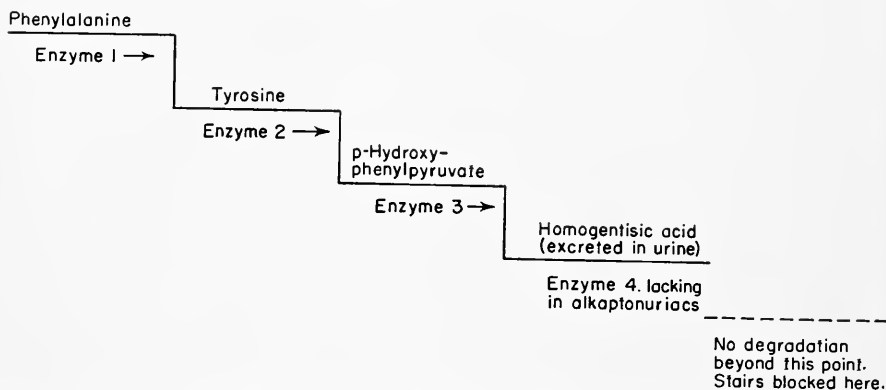 Phenylalanine
Enzyme 1 →
Tyrosine
Enzyme 2 →
p-Hydroxy-
phenylpyruvate
Enzyme 3 →
Homogentisic acid
(excreted in urine)
Enzyme 4. lacking
in alkaptonuriacs
No degradation
beyond this point.
Stairs blocked here.